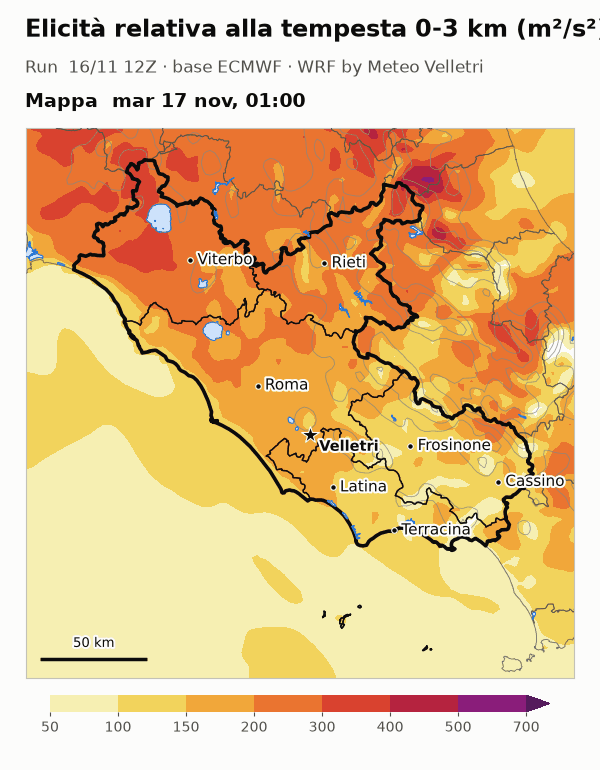 Elicità relativa alla tempesta 0-3 km (m²/s²)
Run  16/11 12Z · base ECMWF · WRF by Meteo Velletri
Mappa  mar 17 nov, 01:00
Viterbo
Rieti
Roma
Velletri
Frosinone
Latina
Cassino
Terracina
50 km
50 100 150 200 300 400 500 700